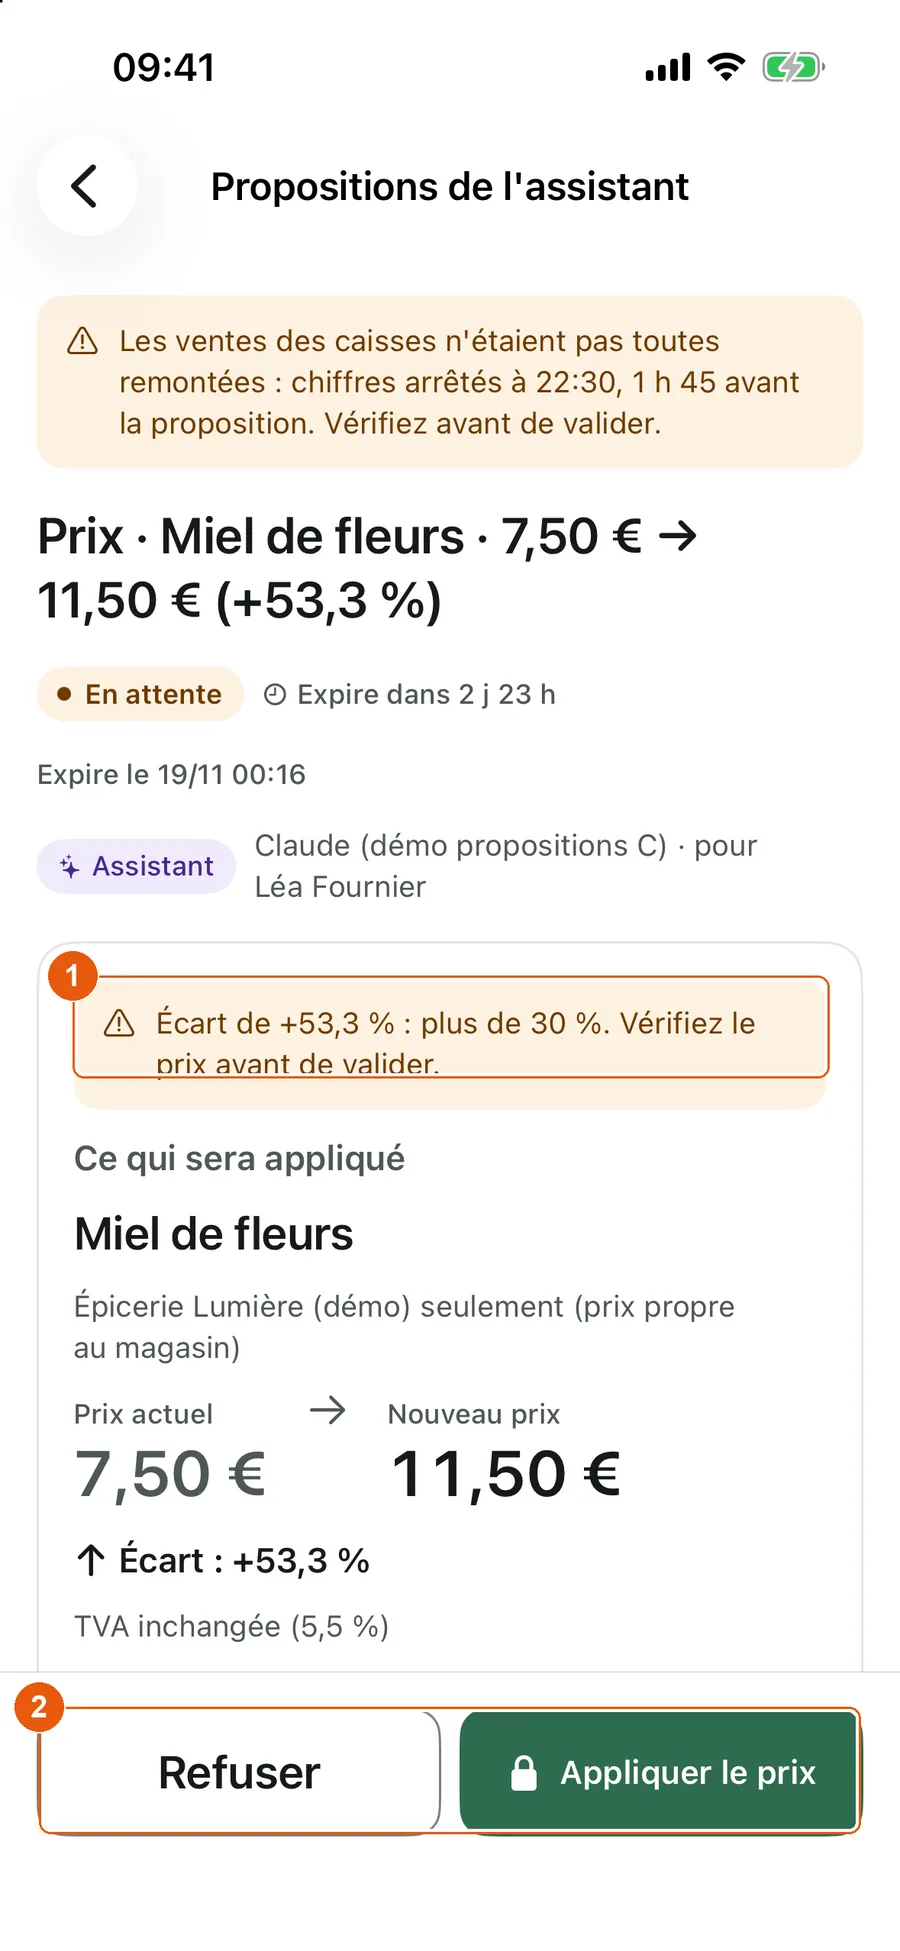 09:41
Propositions de l'assistant
Les ventes des caisses n'étaient pas toutes
remontées : chiffres arrêtés à 22:30, 1 h 45 avant
la proposition. Vérifiez avant de valider.
Prix · Miel de fleurs · 7,50 € →
11,50 € (+53,3 %)
En attente
Expire dans 2 j 23 h
Expire le 19/11 00:16
Assistant
Claude (démo propositions C) · pour
Léa Fournier
1
Écart de +53,3 % : plus de 30 %. Vérifiez le
prix avant de valider.
Ce qui sera appliqué
Miel de fleurs
Épicerie Lumière (démo) seulement (prix propre
au magasin)
Prix actuel → Nouveau prix
7,50 € 11,50 €
↑ Écart : +53,3 %
TVA inchangée (5,5 %)
2
Refuser
Appliquer le prix